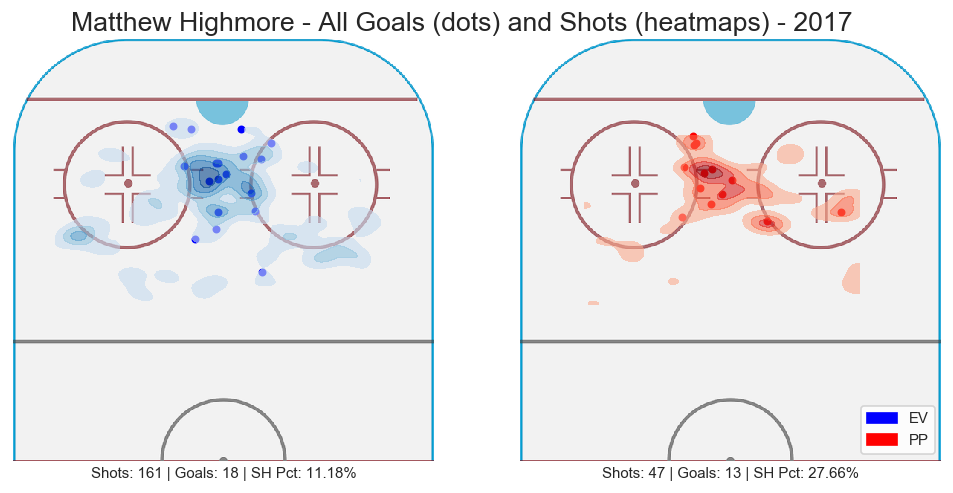 Matthew Highmore - All Goals (dots) and Shots (heatmaps) - 2017
EV
PP
Shots: 161 | Goals: 18 | SH Pct: 11.18%
Shots: 47 | Goals: 13 | SH Pct: 27.66%